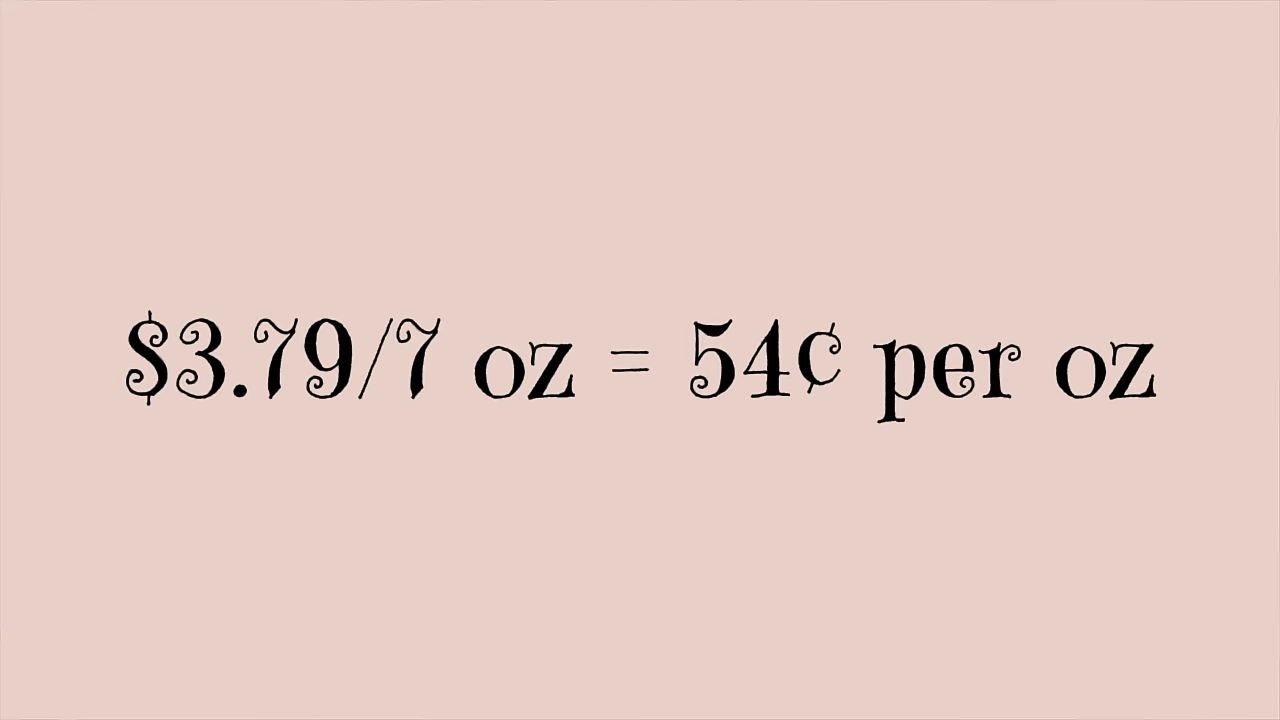 $3.79/7 oz = 54¢ per oz